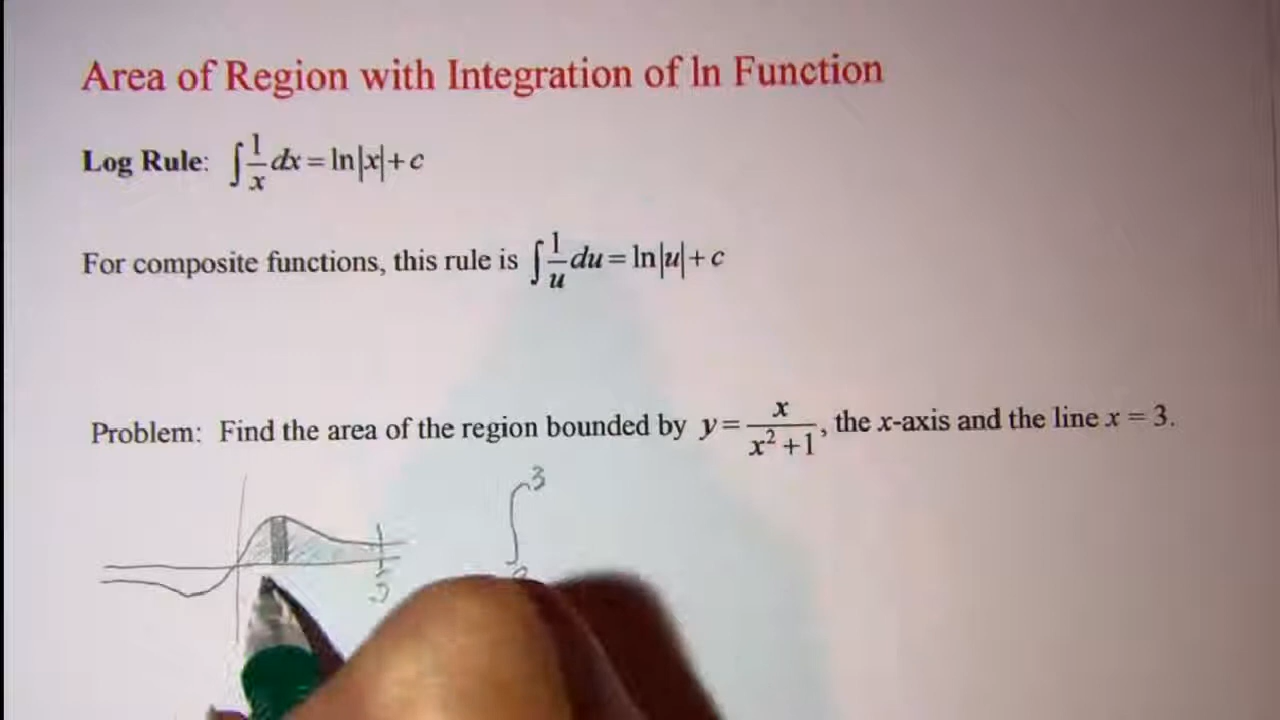 Area of Region with Integration of ln Function
Log Rule: ∫ 1/x dx = ln|x| + c
For composite functions, this rule is ∫ 1/u du = ln|u| + c
Problem: Find the area of the region bounded by y = x/(x² + 1), the x-axis and the line x = 3.
∫ 3